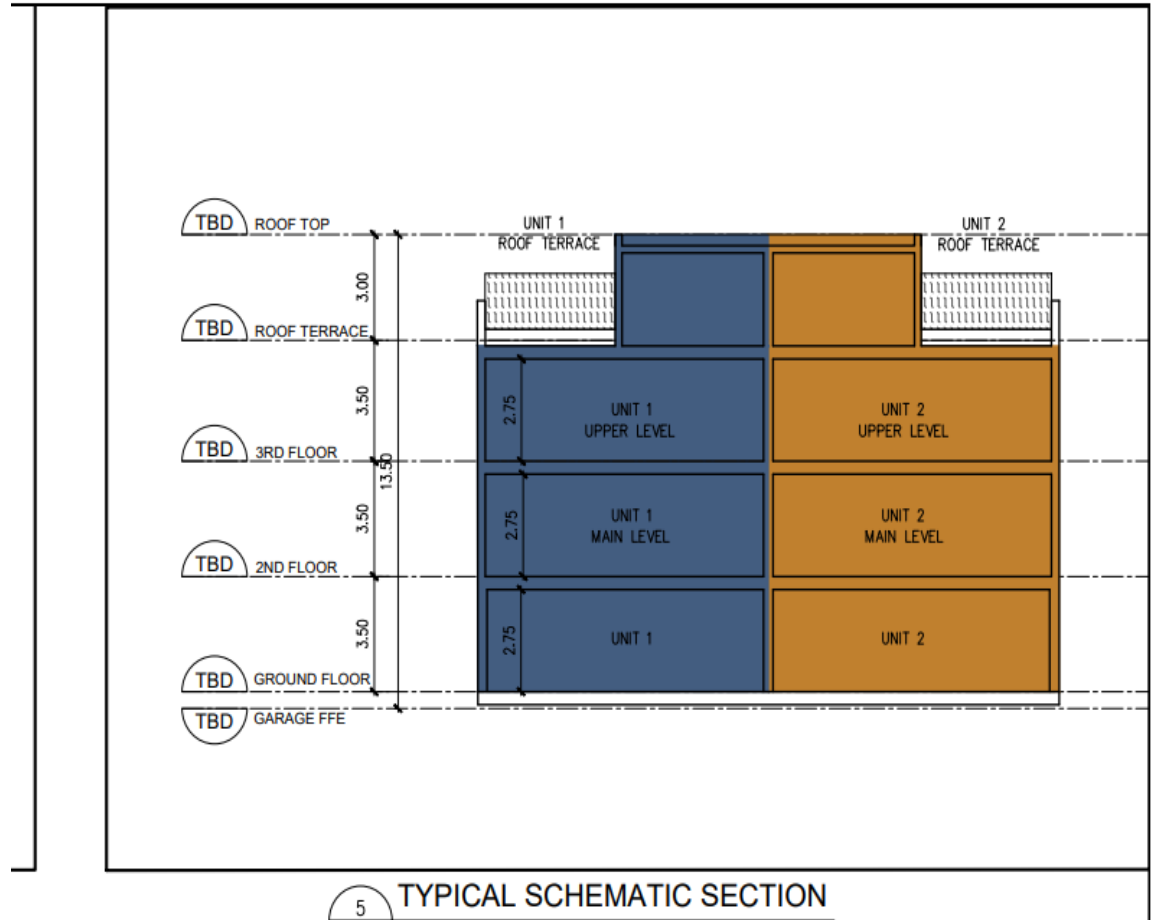 TBD ROOF TOP
UNIT 1
ROOF TERRACE
UNIT 2
ROOF TERRACE
3.00
TBD ROOF TERRACE
3.50
2.75
UNIT 1
UPPER LEVEL
UNIT 2
UPPER LEVEL
TBD 3RD FLOOR
13.50
3.50
2.75
UNIT 1
MAIN LEVEL
UNIT 2
MAIN LEVEL
TBD 2ND FLOOR
3.50
2.75
UNIT 1
UNIT 2
TBD GROUND FLOOR
TBD GARAGE FFE
5 TYPICAL SCHEMATIC SECTION